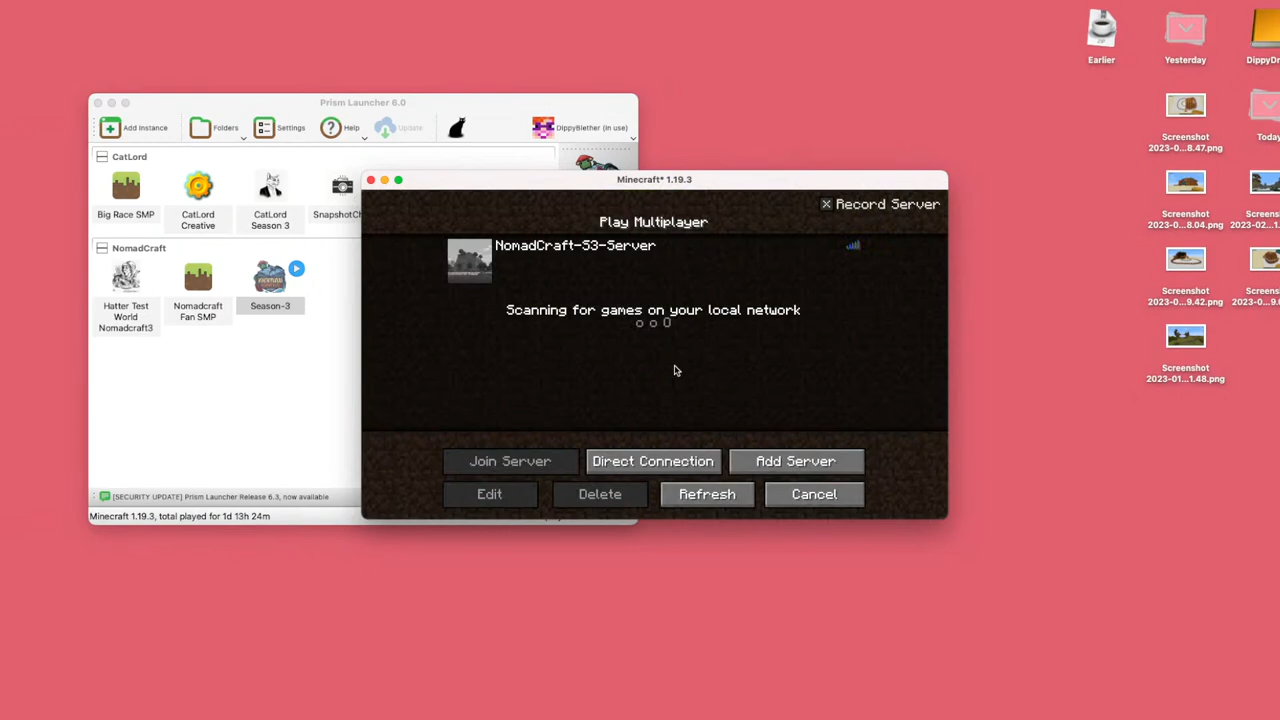 Prism Launcher 6.0
Add Instance
Folders
Settings
Help
Update
DippyBlether (in use)
CatLord
Big Race SMP
CatLord
Creative
CatLord
Season 3
NomadCraft
Hatter Test
World
Nomadcraft3
Nomadcraft
Fan SMP
Season-3
[SECURITY UPDATE] Prism Launcher Release 6.3, now available
Minecraft 1.19.3, total played for 1d 13h 24m
Minecraft* 1.19.3
Record Server
Play Multiplayer
NomadCraft-S3-Server
Scanning for games on your local network
o o O
Join Server
Direct Connection
Add Server
Edit
Delete
Refresh
Cancel
ZIP
Earlier
Yesterday
Screenshot
2023-0...8.47.png
Today
Screenshot
2023-0...8.04.png
Screenshot
2023-0...9.42.png
Screenshot
2023-01...1.48.png